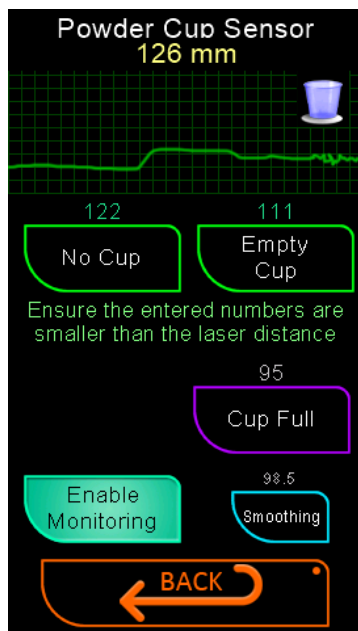 Powder Cup Sensor
126 mm
122
111
No Cup
Empty
Cup
Ensure the entered numbers are
smaller than the laser distance
95
Cup Full
98.5
Enable
Monitoring
Smoothing
BACK